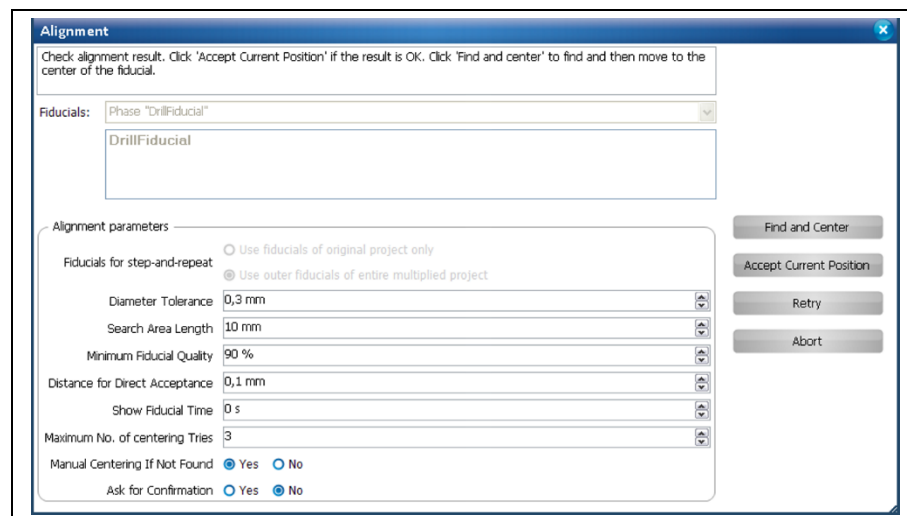 Alignment
Check alignment result. Click 'Accept Current Position' if the result is OK. Click 'Find and center' to find and then move to the
center of the fiducial.
Fiducials: Phase "DrillFiducial"
DrillFiducial
Alignment parameters
Fiducials for step-and-repeat
Use fiducials of original project only
Use outer fiducials of entire multiplied project
Diameter Tolerance 0,3 mm
Search Area Length 10 mm
Minimum Fiducial Quality 90 %
Distance for Direct Acceptance 0,1 mm
Show Fiducial Time 0 s
Maximum No. of centering Tries 3
Manual Centering If Not Found Yes No
Ask for Confirmation Yes No
Find and Center
Accept Current Position
Retry
Abort